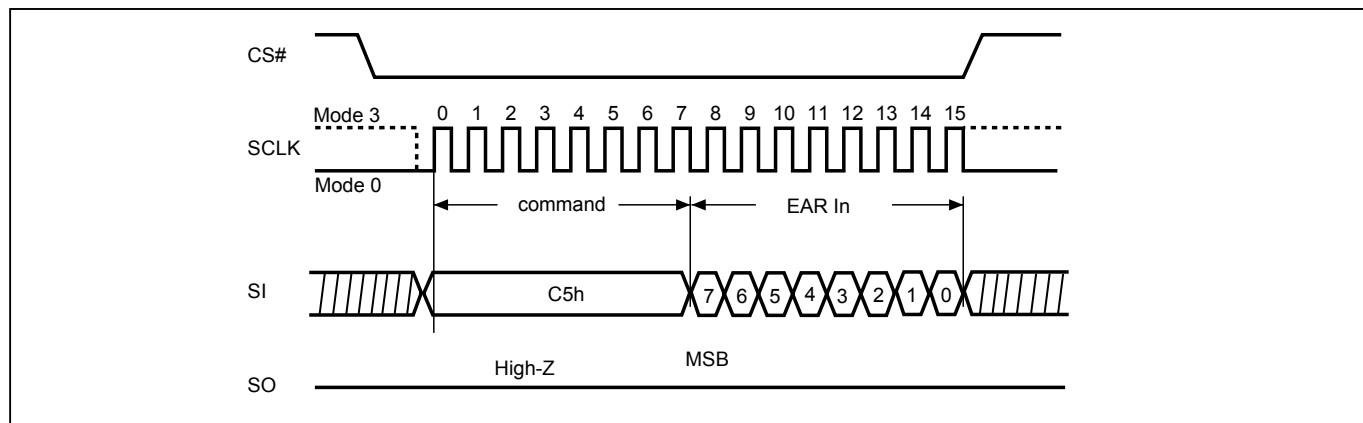 CS#
0 1 2 3 4 5 6 7 8 9 10 11 12 13 14 15
Mode 3
SCLK
Mode 0
command
EAR In
SI
C5h
7 6 5 4 3 2 1 0
High-Z
MSB
SO